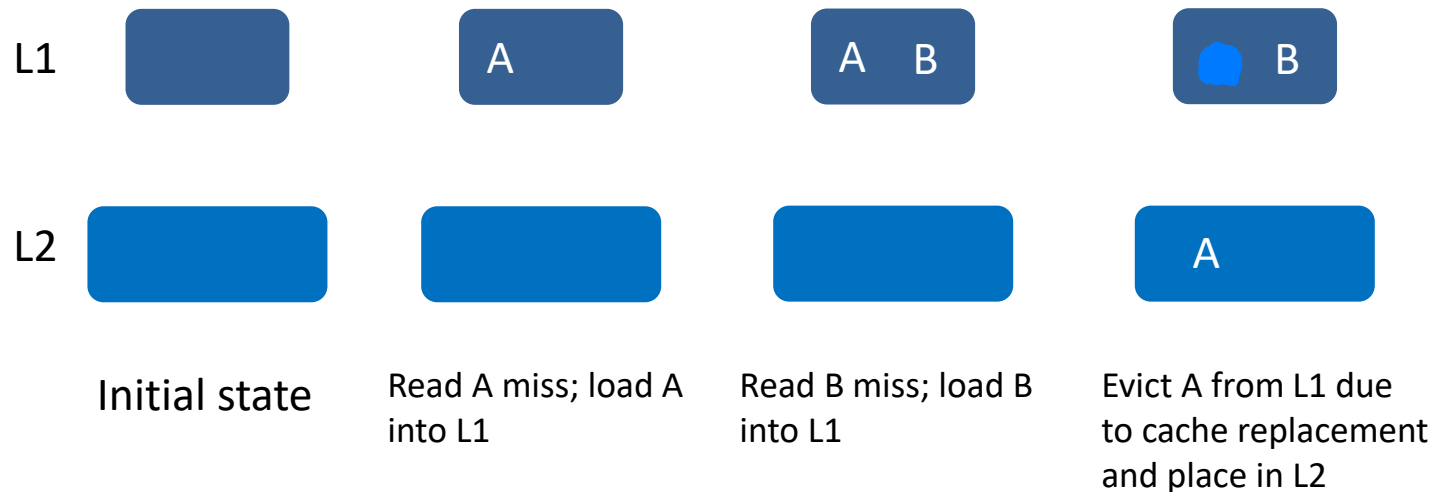 L1
A
A B
B
L2
A
Initial state
Read A miss; load A
into L1
Read B miss; load B
into L1
Evict A from L1 due
to cache replacement
and place in L2